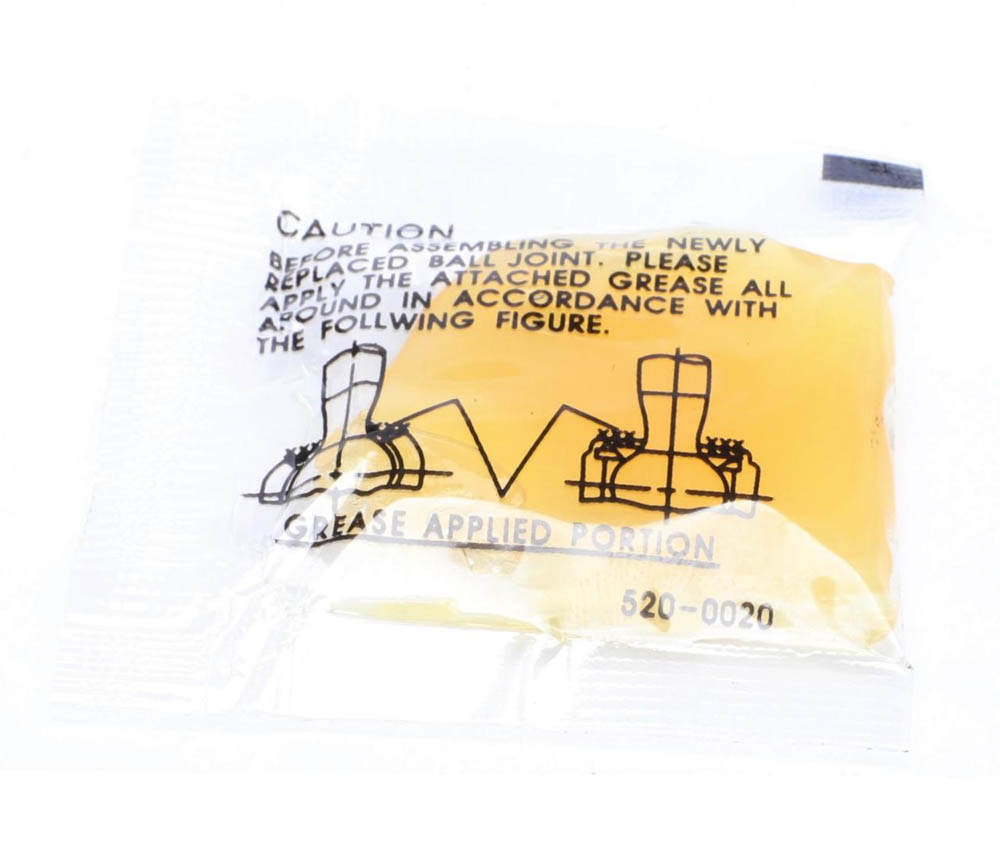 CAUTION
BEFORE ASSEMBLING THE NEWLY
REPLACED BALL JOINT. PLEASE
APPLY THE ATTACHED GREASE ALL
AROUND IN ACCORDANCE WITH
THE FOLLWING FIGURE.
GREASE APPLIED PORTION
520-0020